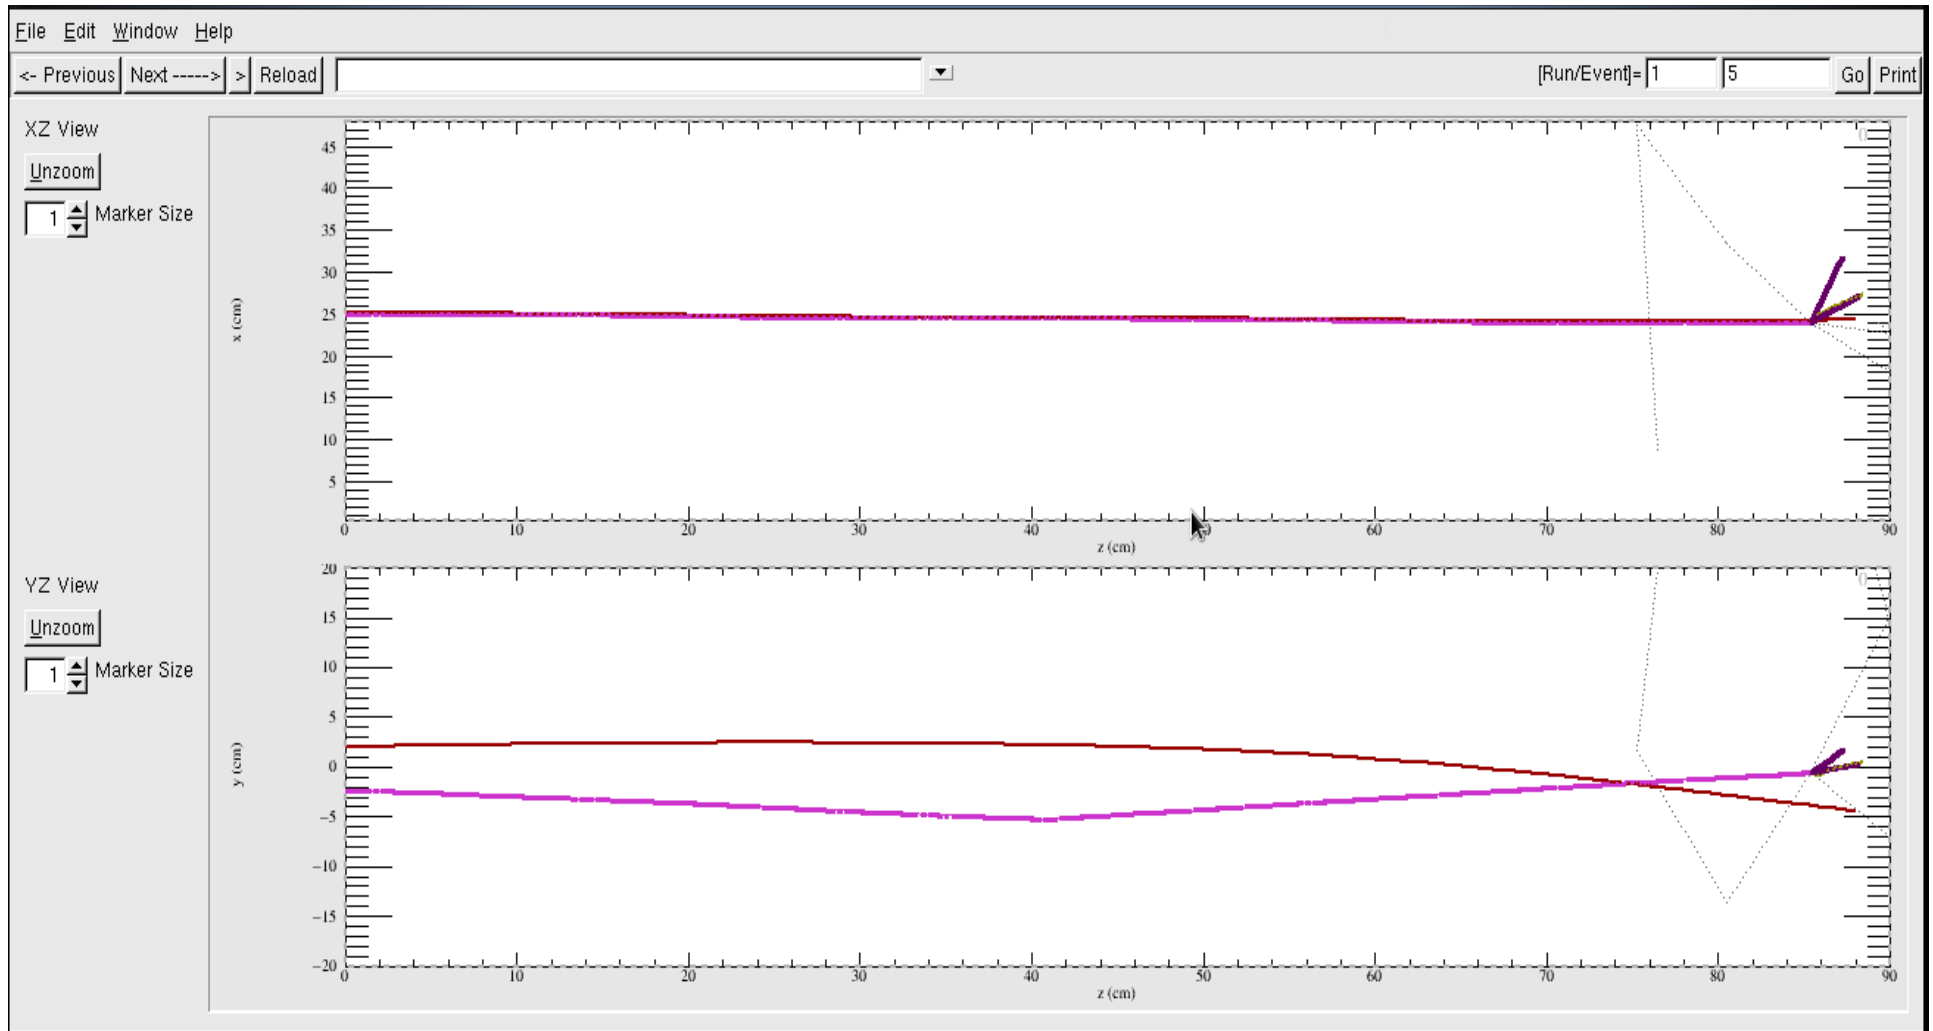 File Edit Window Help
<- Previous Next -----> > Reload [Run/Event]= 1 5 Go Print
XZ View
Unzoom
1 Marker Size
45
40
35
30
25
20
15
10
5
x (cm)
0 10 20 30 40 50 60 70 80 90
z (cm)
0
YZ View
Unzoom
1 Marker Size
20
15
10
5
0
−5
−10
−15
−20
y (cm)
0 10 20 30 40 50 60 70 80 90
z (cm)
0